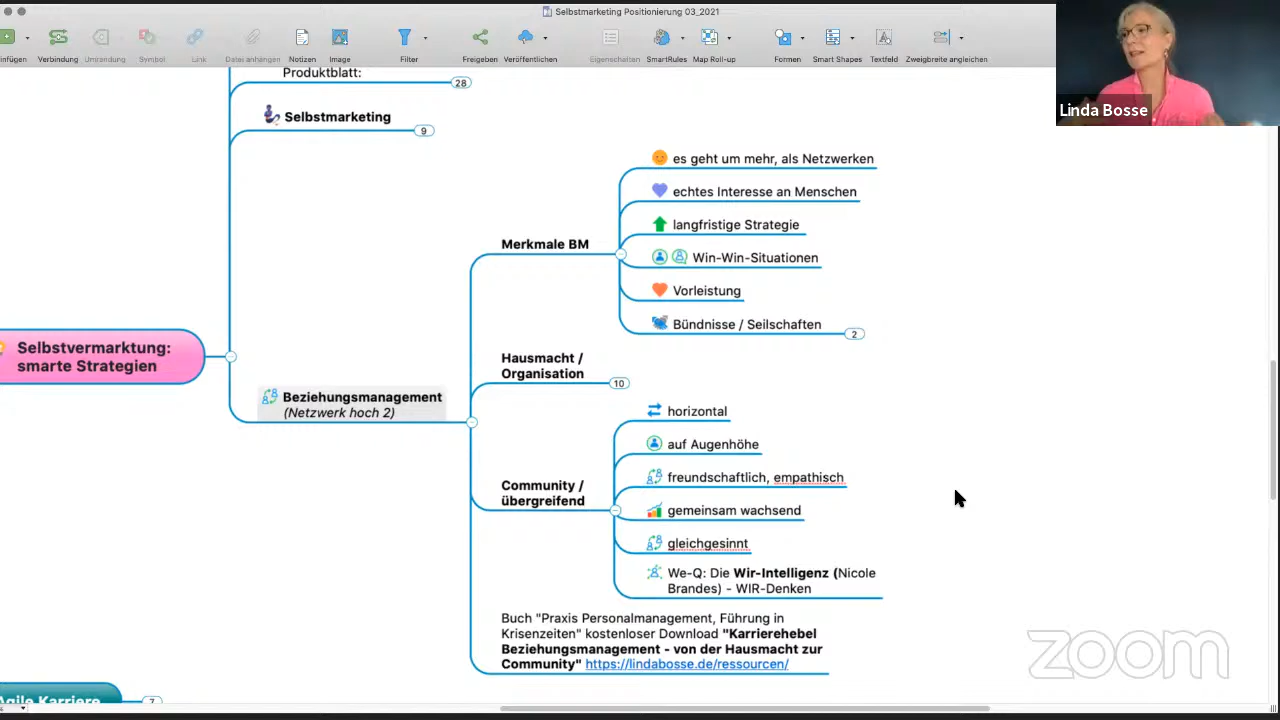 Selbstmarketing Positionierung 03_2021
infügen Verbindung Umrandung Symbol Link Datei anhängen Notizen Image Filter Freigeben Veröffentlichen Eigenschaften SmartRules Map Roll-up Formen Smart Shapes Textfeld Zweigbreite angleichen
Linda Bosse
Produktblatt:
28
Selbstmarketing
9
Selbstvermarktung:
smarte Strategien
Beziehungsmanagement
(Netzwerk hoch 2)
Merkmale BM
es geht um mehr, als Netzwerken
echtes Interesse an Menschen
langfristige Strategie
Win-Win-Situationen
Vorleistung
Bündnisse / Seilschaften
2
Hausmacht /
Organisation
10
Community /
übergreifend
horizontal
auf Augenhöhe
freundschaftlich, empathisch
gemeinsam wachsend
gleichgesinnt
We-Q: Die Wir-Intelligenz (Nicole
Brandes) - WIR-Denken
Buch "Praxis Personalmanagement, Führung in
Krisenzeiten" kostenloser Download "Karrierehebel
Beziehungsmanagement - von der Hausmacht zur
Community" https://lindabosse.de/ressourcen/
Agile Karriere
7
zoom